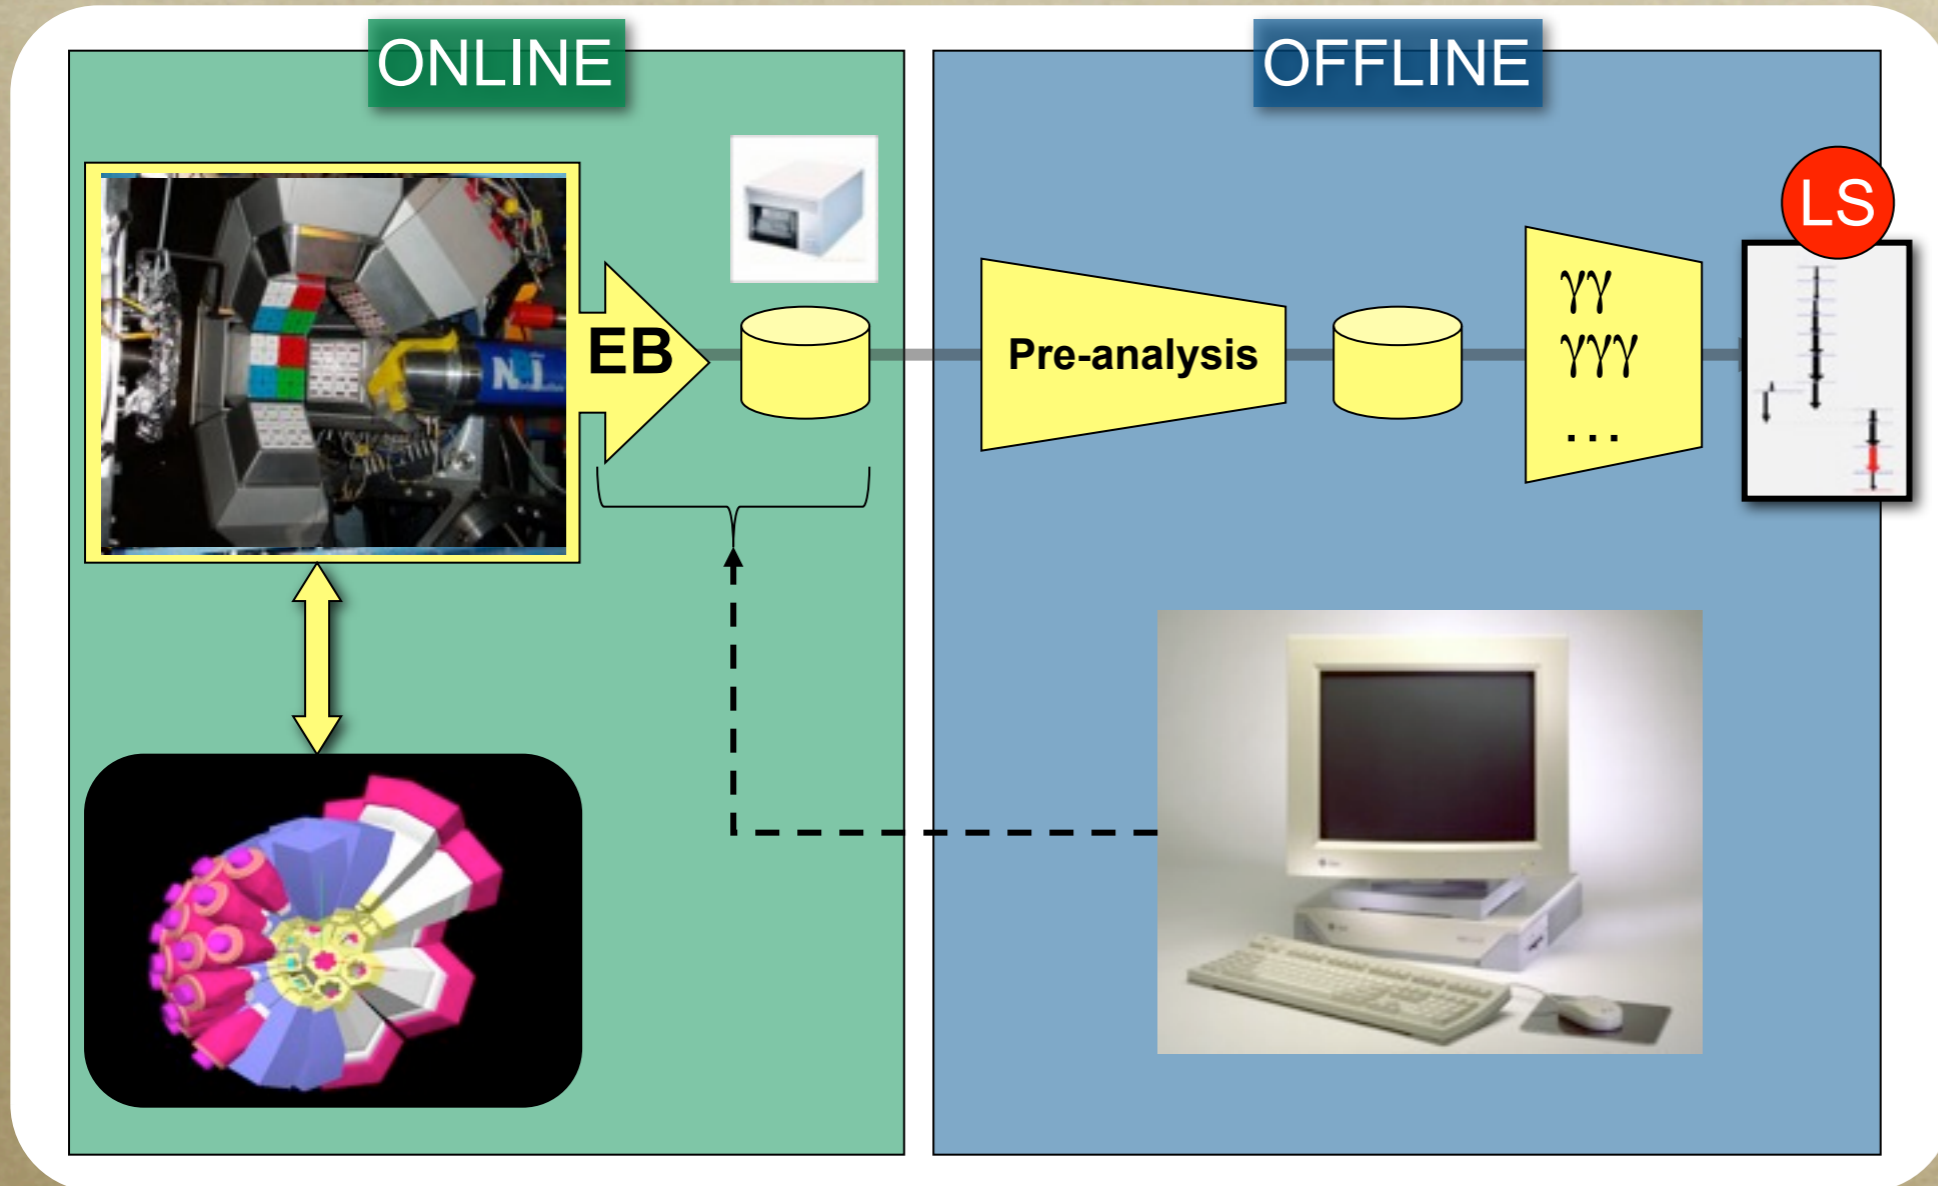 ONLINE
OFFLINE
LS
EB
Pre-analysis
γγ
γγγ
...